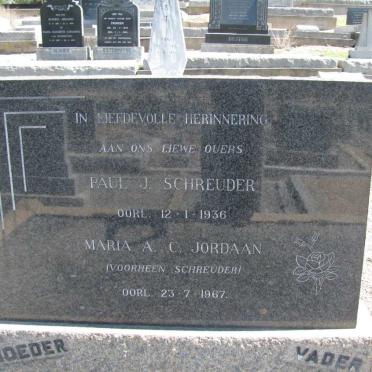 IN LIEFDEVOLLE HERINNERING
AAN ONS LIEWE OUERS
PAUL J. SCHREUDER
OORL. 12-1-1936
MARIA A. C. JORDAAN
(VOORHEEN SCHREUDER)
OORL. 23-7-1967.
MOEDER VADER